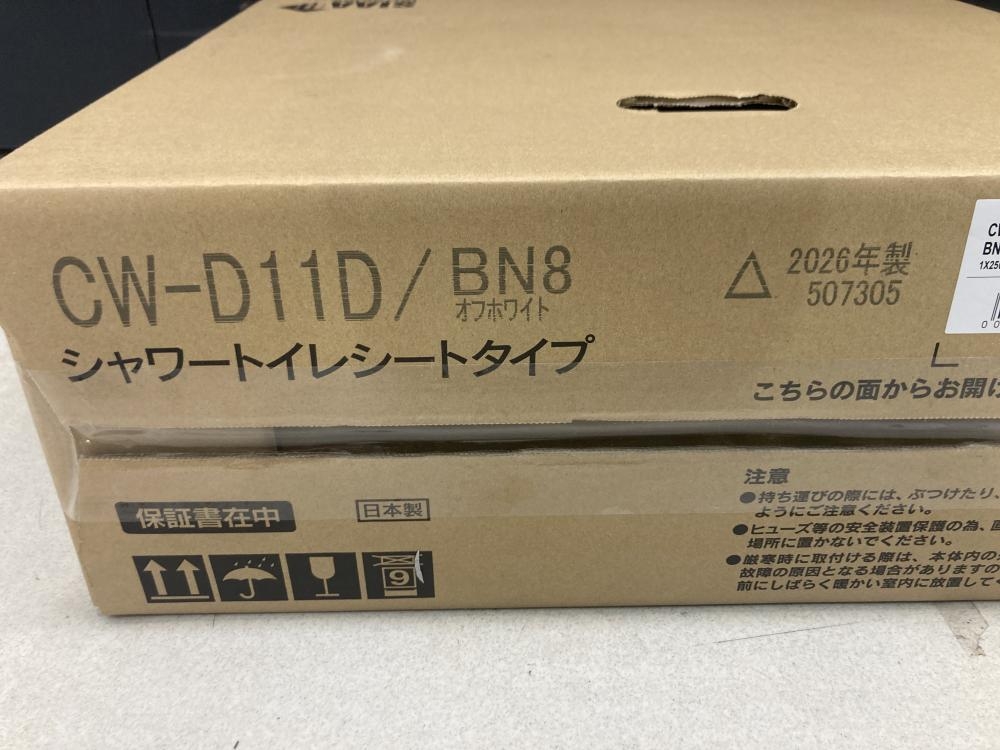 CW-D11D/BN8
オフホワイト
シャワートイレシートタイプ
△ 2026年製
507305
BN
1X250
こちらの面からお開け
保証書在中
日本製
9
注意
●持ち運びの際には、ぶつけたり、
ようにご注意ください。
●ヒューズ等の安全装置保護の為、
場所に置かないでください。
●厳寒時に取付ける際は、本体内の
故障の原因となる場合がありますの
前にしばらく暖かい室内に放置して